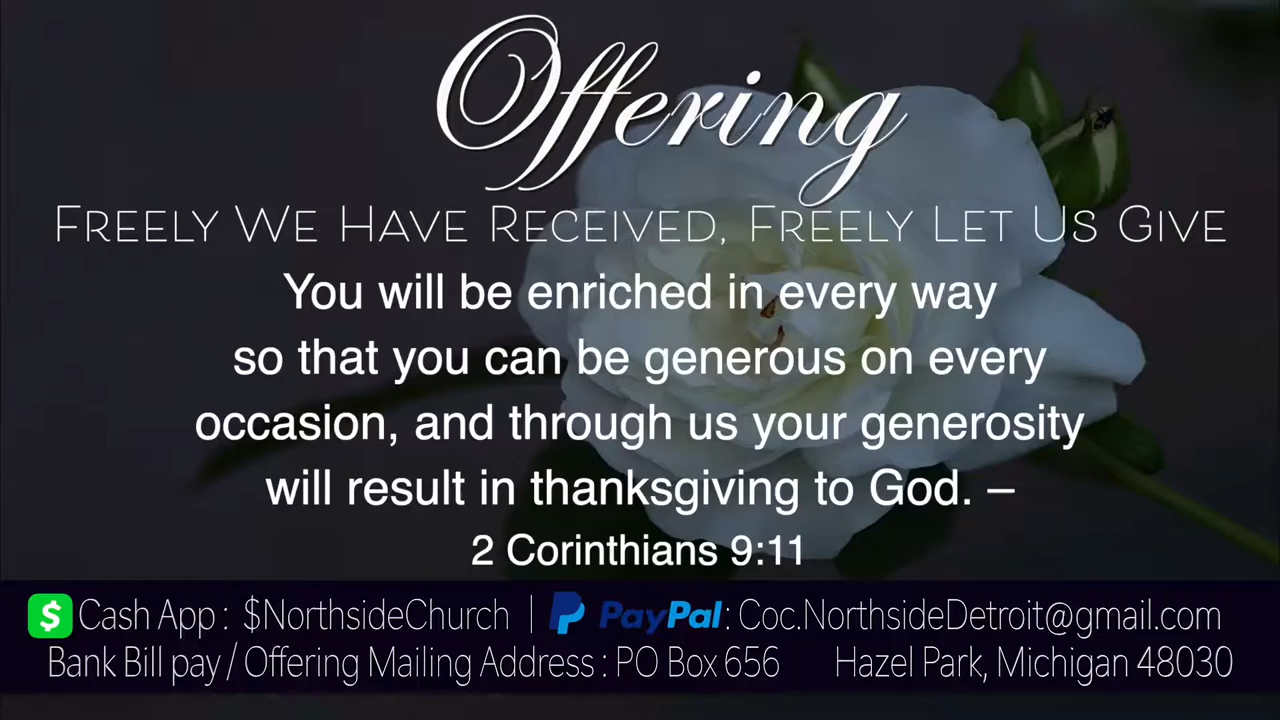 Offering
Freely We Have Received, Freely Let Us Give
You will be enriched in every way
so that you can be generous on every
occasion, and through us your generosity
will result in thanksgiving to God. –
2 Corinthians 9:11
$ Cash App : $NorthsideChurch | PayPal : Coc.NorthsideDetroit@gmail.com
Bank Bill pay / Offering Mailing Address : PO Box 656 Hazel Park, Michigan 48030